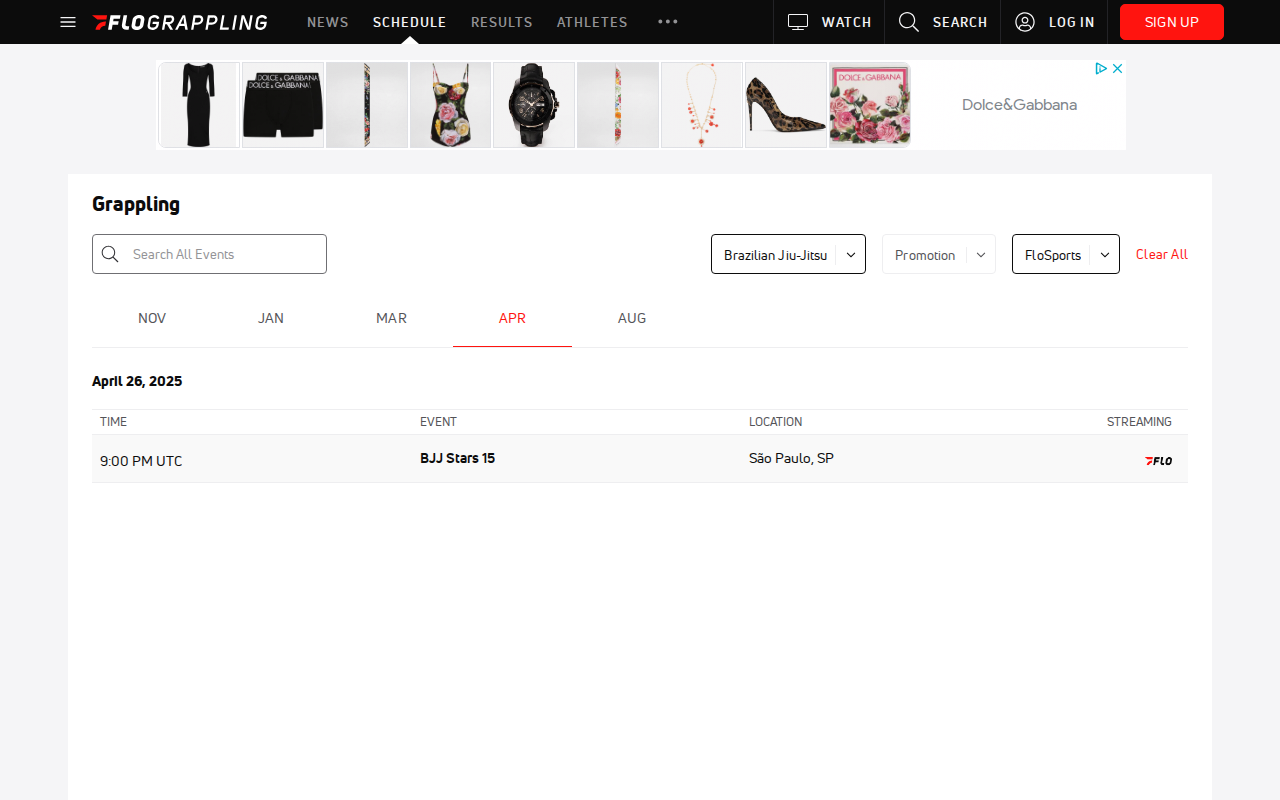 FLOGRAPPLING NEWS SCHEDULE RESULTS ATHLETES WATCH SEARCH LOG IN SIGN UP
DOLCE & GABBANA
DOLCE & GABBANA
DOLCE & GABBANA
Dolce&Gabbana
Grappling
Search All Events Brazilian Jiu-Jitsu Promotion FloSports Clear All
NOV JAN MAR APR AUG
April 26, 2025
TIME EVENT LOCATION STREAMING
9:00 PM UTC BJJ Stars 15 São Paulo, SP FLO